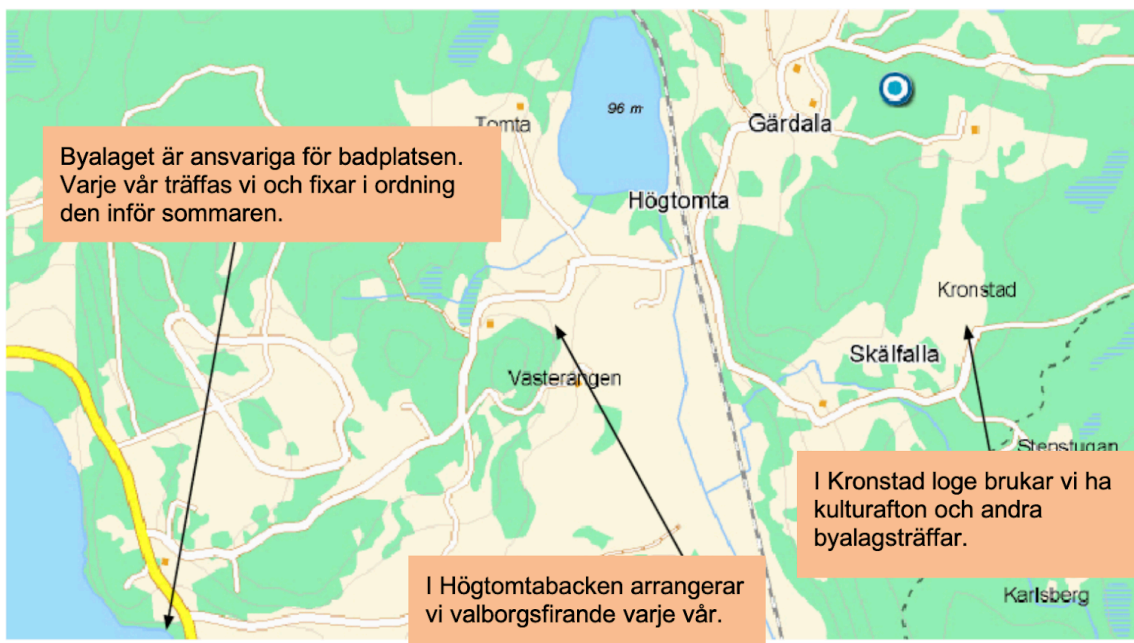 96 m
Tomta
Gärdala
Byalaget är ansvariga för badplatsen.
Varje vår träffas vi och fixar i ordning
den inför sommaren.
Högtomta
Kronstad
Skälfalla
Västerängen
Stenstugan
I Kronstad loge brukar vi ha
kulturafton och andra
byalagsträffar.
I Högtomtabacken arrangerar
vi valborgsfirande varje vår.
Karlsberg